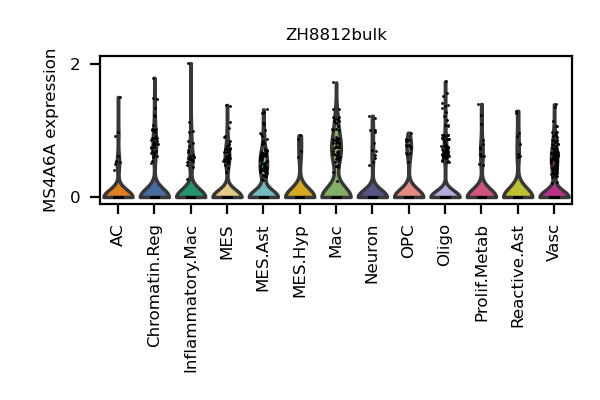 ZH8812bulk
MS4A6A expression
2
0
AC
Chromatin.Reg
Inflammatory.Mac
MES
MES.Ast
MES.Hyp
Mac
Neuron
OPC
Oligo
Prolif.Metab
Reactive.Ast
Vasc